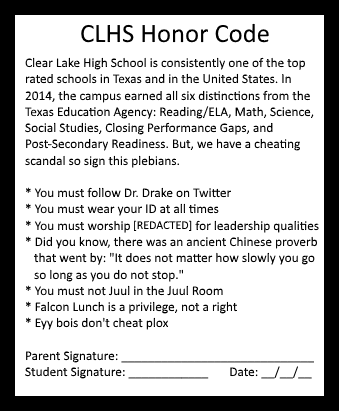 CLHS Honor Code
Clear Lake High School is consistently one of the top
rated schools in Texas and in the United States. In
2014, the campus earned all six distinctions from the
Texas Education Agency: Reading/ELA, Math, Science,
Social Studies, Closing Performance Gaps, and
Post-Secondary Readiness. But, we have a cheating
scandal so sign this plebians.
* You must follow Dr. Drake on Twitter
* You must wear your ID at all times
* You must worship [REDACTED] for leadership qualities
* Did you know, there was an ancient Chinese proverb
that went by: "It does not matter how slowly you go
so long as you do not stop."
* You must not Juul in the Juul Room
* Falcon Lunch is a privilege, not a right
* Eyy bois don't cheat plox
Parent Signature: ______________________________
Student Signature: ____________ Date: __/__/__